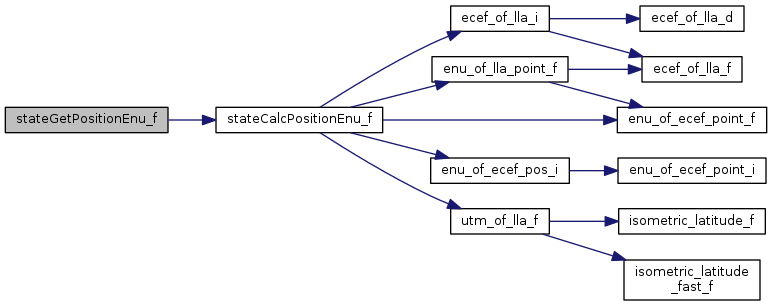 ecef_of_lla_i
ecef_of_lla_d
enu_of_lla_point_f
ecef_of_lla_f
stateGetPositionEnu_f
stateCalcPositionEnu_f
enu_of_ecef_point_f
enu_of_ecef_pos_i
enu_of_ecef_point_i
utm_of_lla_f
isometric_latitude_f
isometric_latitude
_fast_f